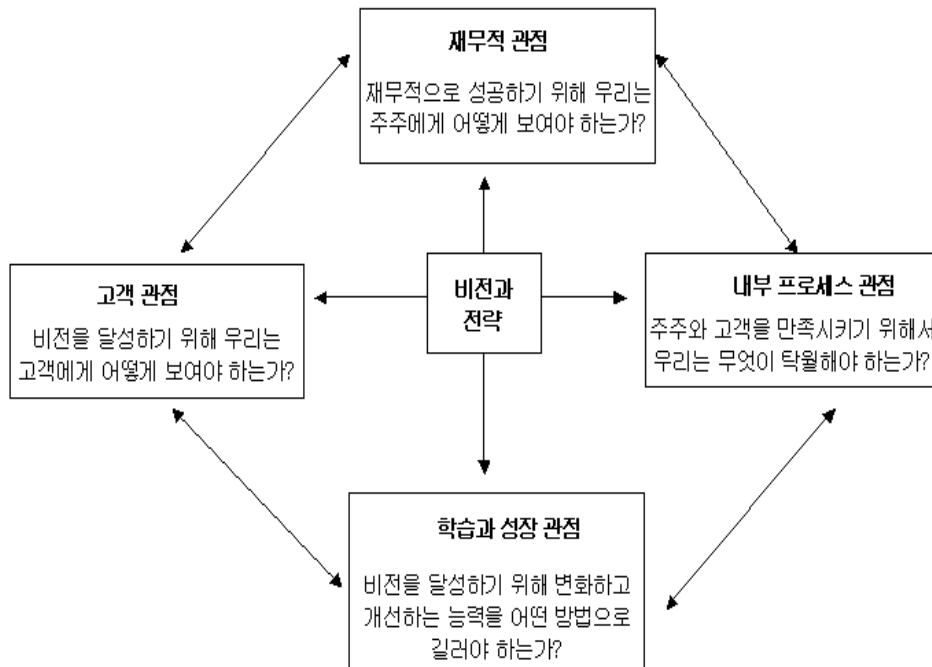 재무적 관점
재무적으로 성공하기 위해 우리는
주주에게 어떻게 보여야 하는가?
고객 관점
비전을 달성하기 위해 우리는
고객에게 어떻게 보여야 하는가?
비전과
전략
내부 프로세스 관점
주주와 고객을 만족시키기 위해서
우리는 무엇이 탁월해야 하는가?
학습과 성장 관점
비전을 달성하기 위해 변화하고
개선하는 능력을 어떤 방법으로
길러야 하는가?